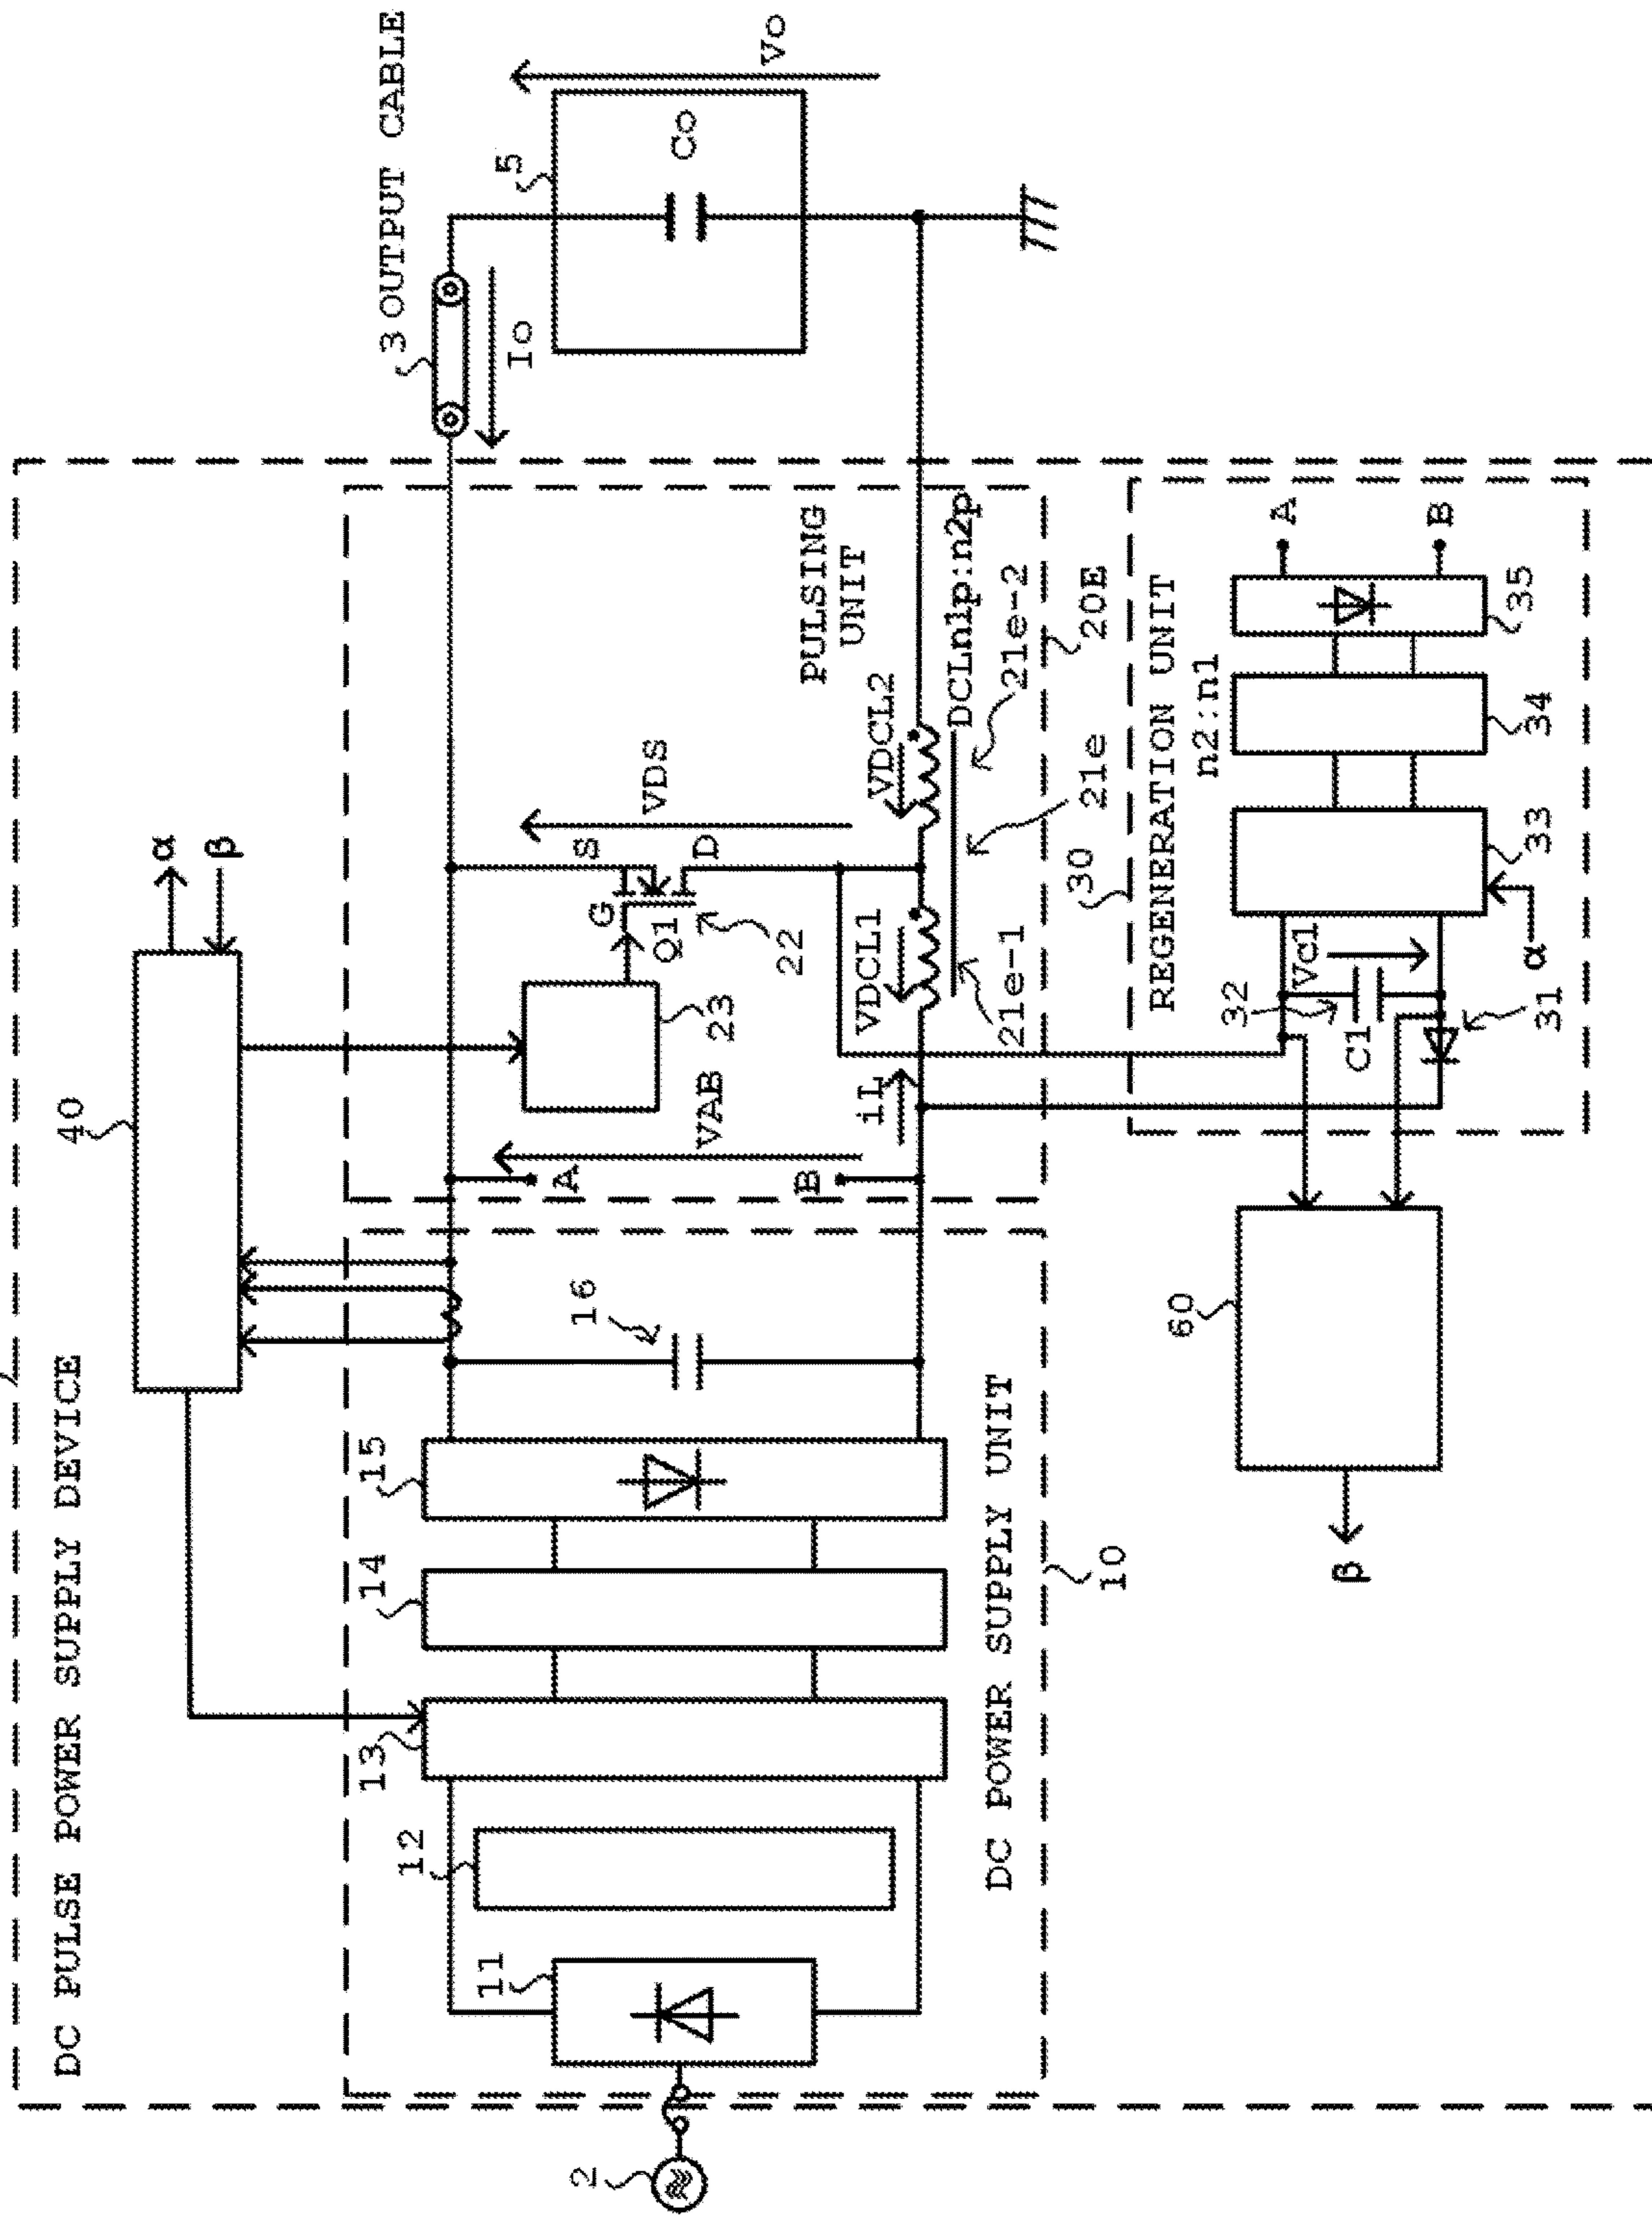 DC PULSE POWER SUPPLY DEVICE
40
α
β
3 OUTPUT CABLE
Io
5
Co
Vo
2
11
12
13
14
15
16
DC POWER SUPPLY UNIT
10
A
B
VAB
23
G
Q1
S
D
22
VDS
iL
VDCL1
VDCL2
PULSING
UNIT
DCLn1p:n2p
21e-1
21e
21e-2
20E
30
REGENERATION UNIT
n2:n1
32
Vc1
C1
31
α
33
34
35
A
B
60
β